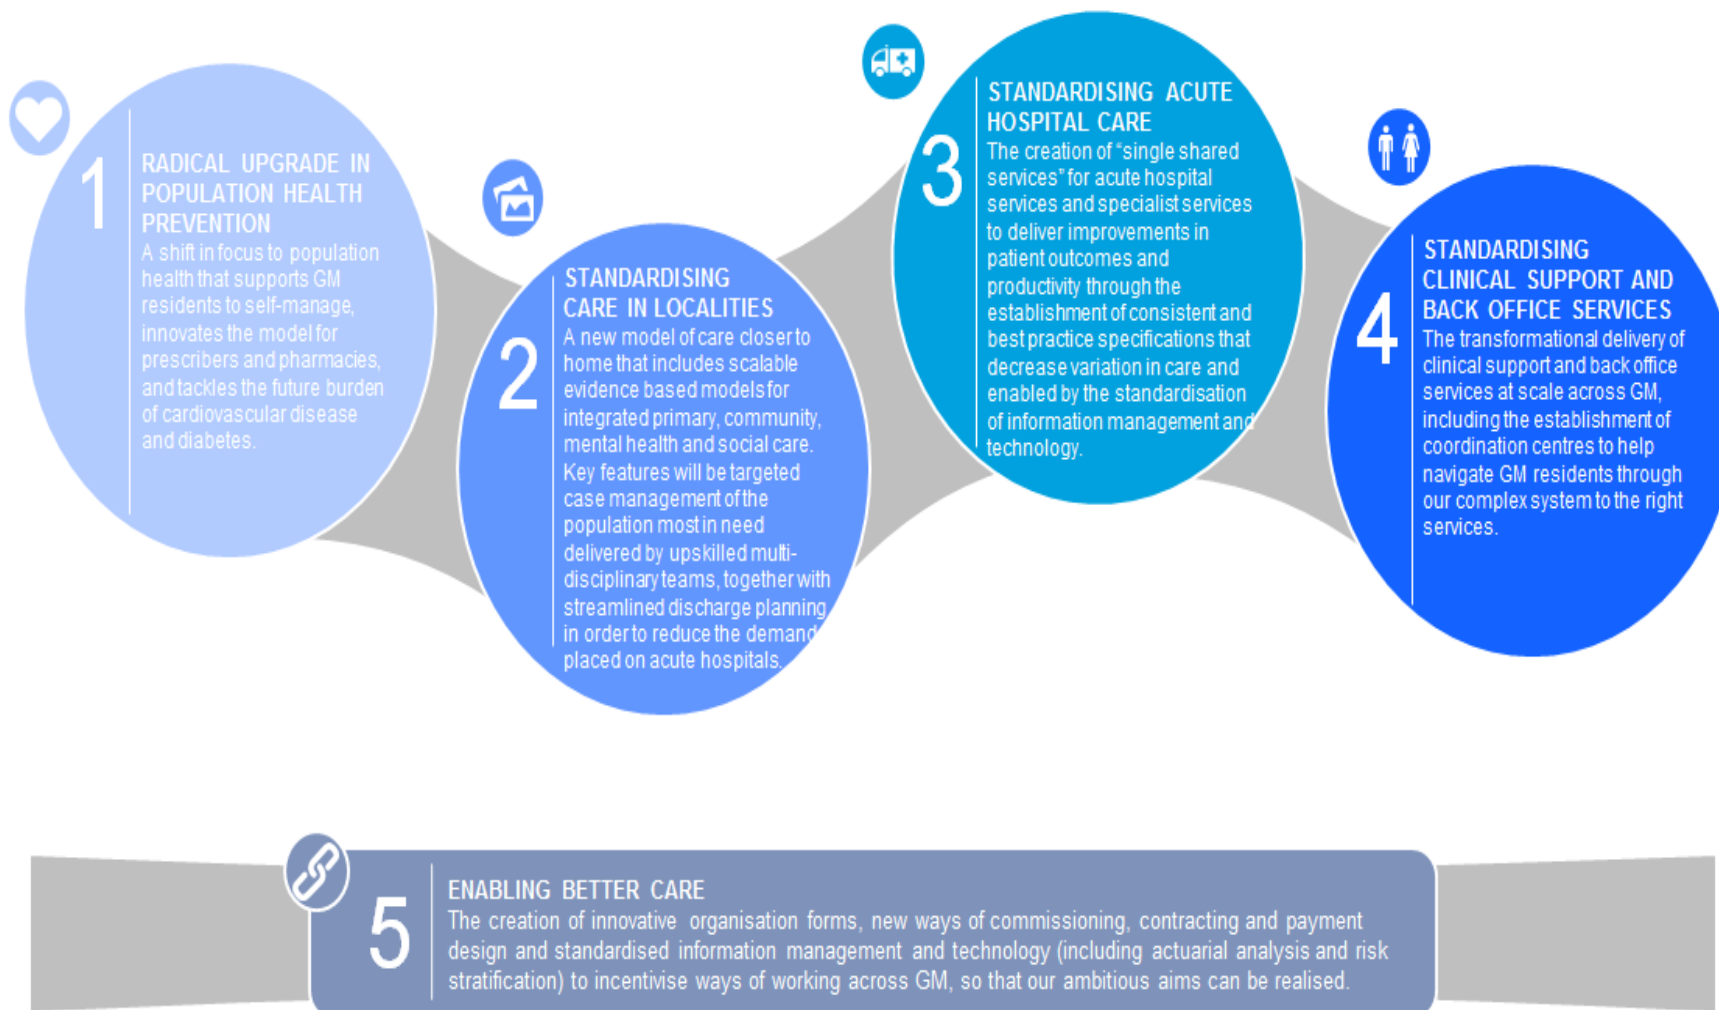 1
RADICAL UPGRADE IN
POPULATION HEALTH
PREVENTION
A shift in focus to population
health that supports GM
residents to self-manage,
innovates the model for
prescribers and pharmacies,
and tackles the future burden
of cardiovascular disease
and diabetes.
2
STANDARDISING
CARE IN LOCALITIES
A new model of care closer to
home that includes scalable
evidence based models for
integrated primary, community,
mental health and social care.
Key features will be targeted
case management of the
population most in need
delivered by upskilled multi-
disciplinary teams, together with
streamlined discharge planning
in order to reduce the demand
placed on acute hospitals.
3
STANDARDISING ACUTE
HOSPITAL CARE
The creation of “single shared
services” for acute hospital
services and specialist services
to deliver improvements in
patient outcomes and
productivity through the
establishment of consistent and
best practice specifications that
decrease variation in care and
enabled by the standardisation
of information management and
technology.
4
STANDARDISING
CLINICAL SUPPORT AND
BACK OFFICE SERVICES
The transformational delivery of
clinical support and back office
services at scale across GM,
including the establishment of
coordination centres to help
navigate GM residents through
our complex system to the right
services.
5
ENABLING BETTER CARE
The creation of innovative organisation forms, new ways of commissioning, contracting and payment
design and standardised information management and technology (including actuarial analysis and risk
stratification) to incentivise ways of working across GM, so that our ambitious aims can be realised.